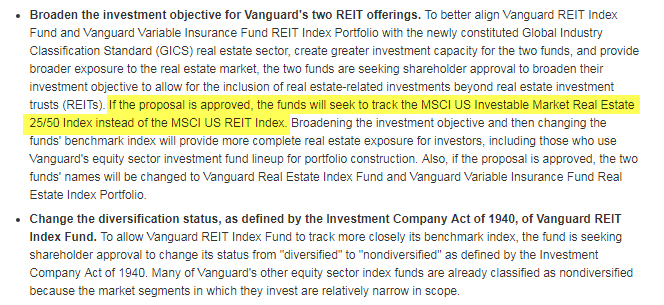 • Broaden the investment objective for Vanguard's two REIT offerings. To better align Vanguard REIT Index
Fund and Vanguard Variable Insurance Fund REIT Index Portfolio with the newly constituted Global Industry
Classification Standard (GICS) real estate sector, create greater investment capacity for the two funds, and provide
broader exposure to the real estate market, the two funds are seeking shareholder approval to broaden their
investment objective to allow for the inclusion of real estate-related investments beyond real estate investment
trusts (REITs). If the proposal is approved, the funds will seek to track the MSCI US Investable Market Real Estate
25/50 Index instead of the MSCI US REIT Index. Broadening the investment objective and then changing the
funds' benchmark index will provide more complete real estate exposure for investors, including those who use
Vanguard's equity sector investment fund lineup for portfolio construction. Also, if the proposal is approved, the two
funds' names will be changed to Vanguard Real Estate Index Fund and Vanguard Variable Insurance Fund Real
Estate Index Portfolio.
• Change the diversification status, as defined by the Investment Company Act of 1940, of Vanguard REIT
Index Fund. To allow Vanguard REIT Index Fund to track more closely its benchmark index, the fund is seeking
shareholder approval to change its status from "diversified" to "nondiversified" as defined by the Investment
Company Act of 1940. Many of Vanguard's other equity sector index funds are already classified as nondiversified
because the market segments in which they invest are relatively narrow in scope.